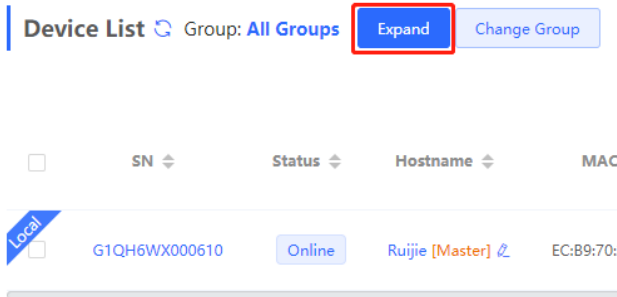 Device List Group: All Groups Expand Change Group
SN Status Hostname MAC
Local
G1QH6WX000610 Online Ruijie [Master] EC:B9:70: